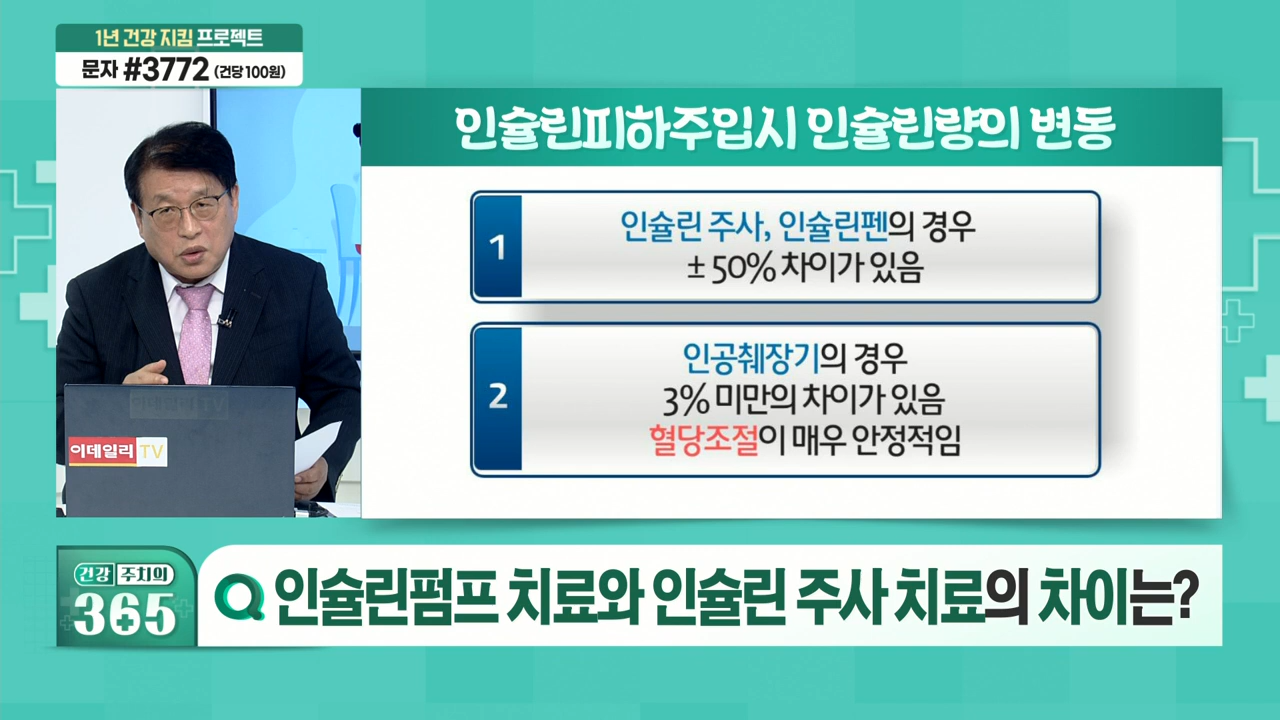 1년 건강 지킴 프로젝트
문자 #3772 (건당 100원)
인슐린피하주입시 인슐린량의 변동
1
인슐린 주사, 인슐린펜의 경우
± 50% 차이가 있음
2
인공췌장기의 경우
3% 미만의 차이가 있음
혈당조절이 매우 안정적임
이데일리TV
이데일리 TV
건강 주치의
365
Q 인슐린펌프 치료와 인슐린 주사 치료의 차이는?